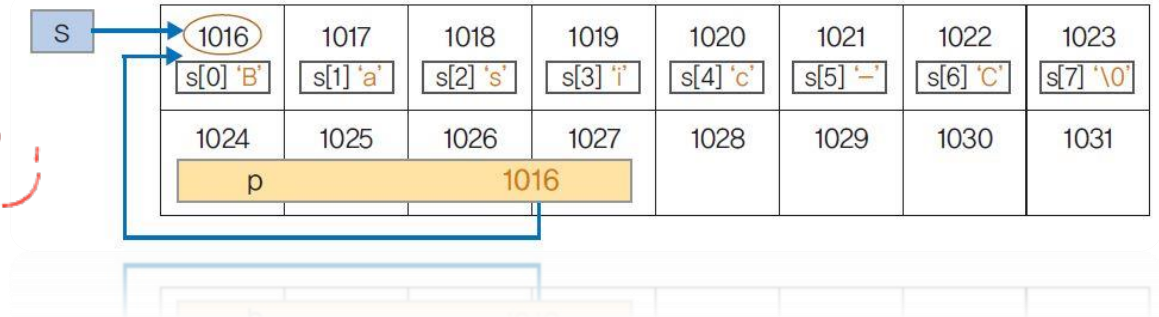 S
1016 1017 1018 1019 1020 1021 1022 1023
s[0] ‘B’ s[1] ‘a’ s[2] ‘s’ s[3] ‘i’ s[4] ‘c’ s[5] ‘–’ s[6] ‘C’ s[7] ‘\0’
1024 1025 1026 1027 1028 1029 1030 1031
p 1016